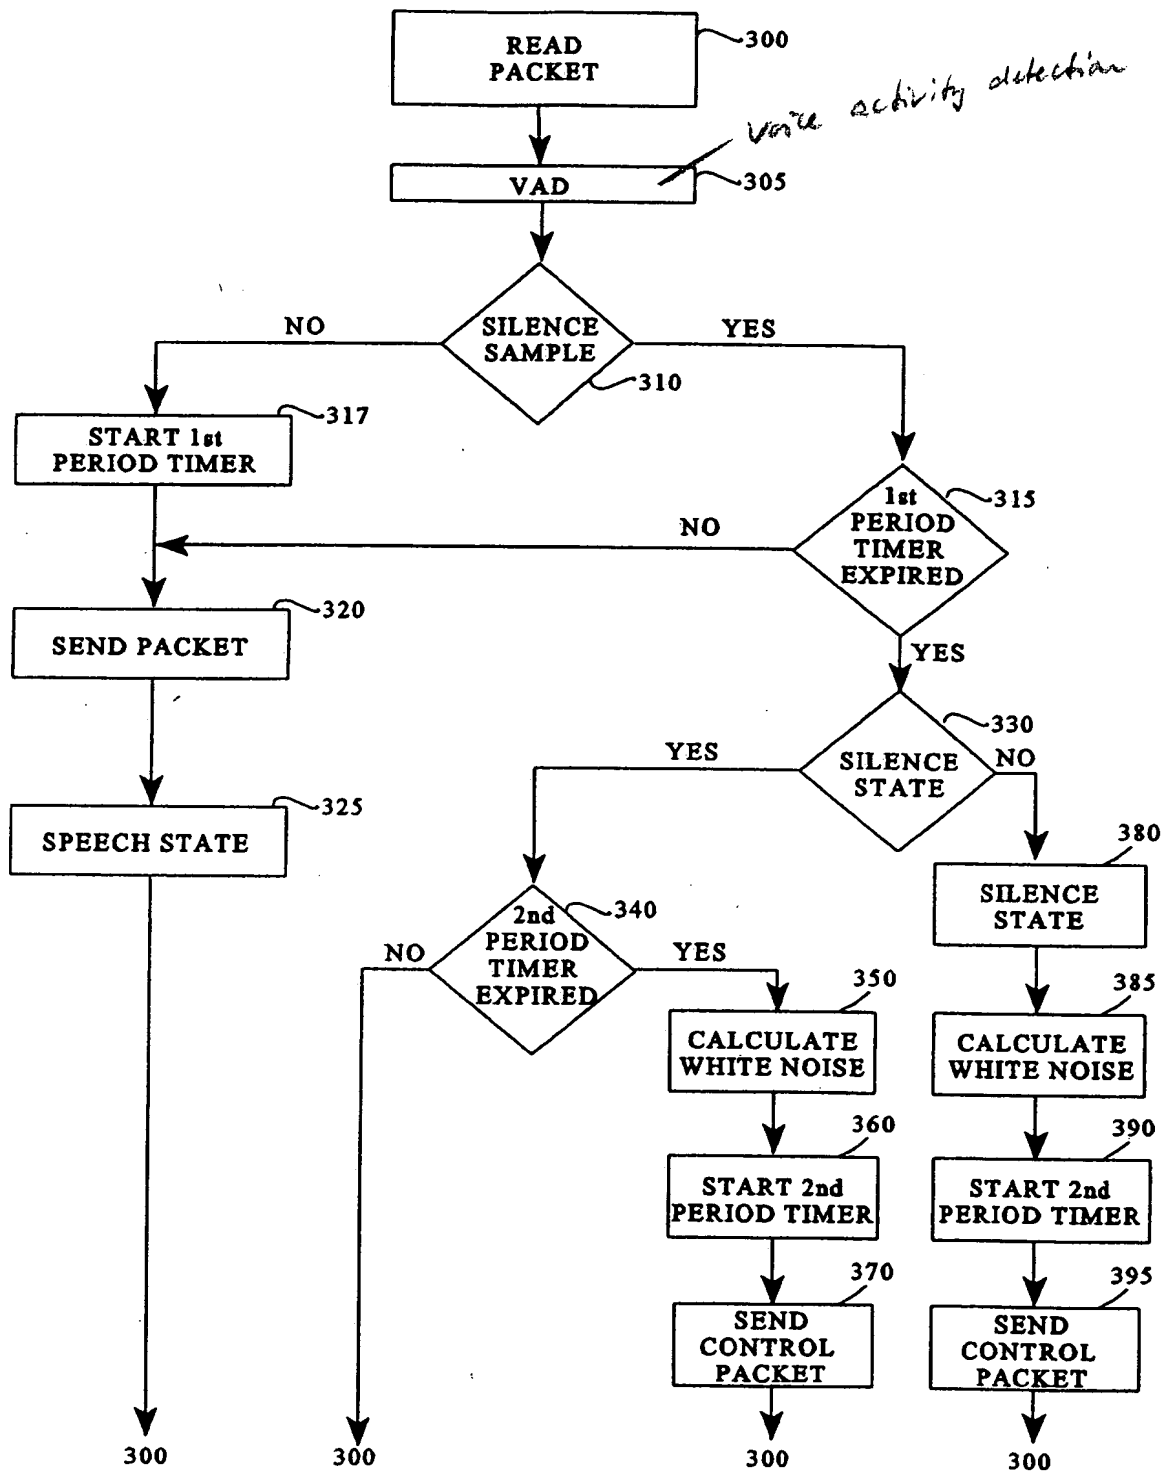 READ
PACKET
300
voice activity detection
VAD
305
SILENCE
SAMPLE
310
NO
YES
START 1st
PERIOD TIMER
317
1st
PERIOD
TIMER
EXPIRED
315
NO
YES
SEND PACKET
320
SILENCE
STATE
330
YES
NO
SPEECH STATE
325
2nd
PERIOD
TIMER
EXPIRED
340
NO
YES
SILENCE
STATE
380
CALCULATE
WHITE NOISE
350
CALCULATE
WHITE NOISE
385
START 2nd
PERIOD TIMER
360
START 2nd
PERIOD TIMER
390
SEND
CONTROL
PACKET
370
SEND
CONTROL
PACKET
395
300
300
300
300